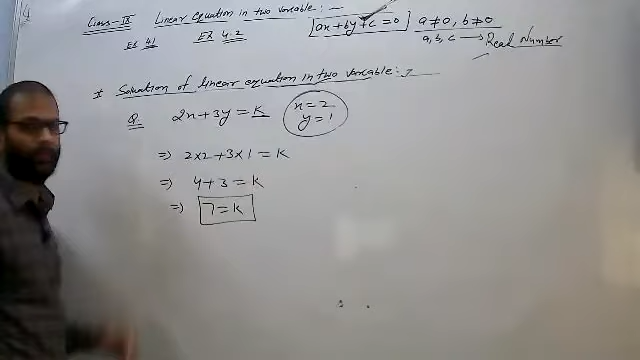 Class-IX Linear equation in two variable:-
[ax+by+c=0] a≠0, b≠0
a, b, c → Real Number
Ex 4.1 Ex 4.2
* Soluation of linear equation in two variable:-
Q. 2x+3y=K
x=2
y=1
⇒ 2×2+3×1=K
⇒ 4+3=K
⇒ 7=K